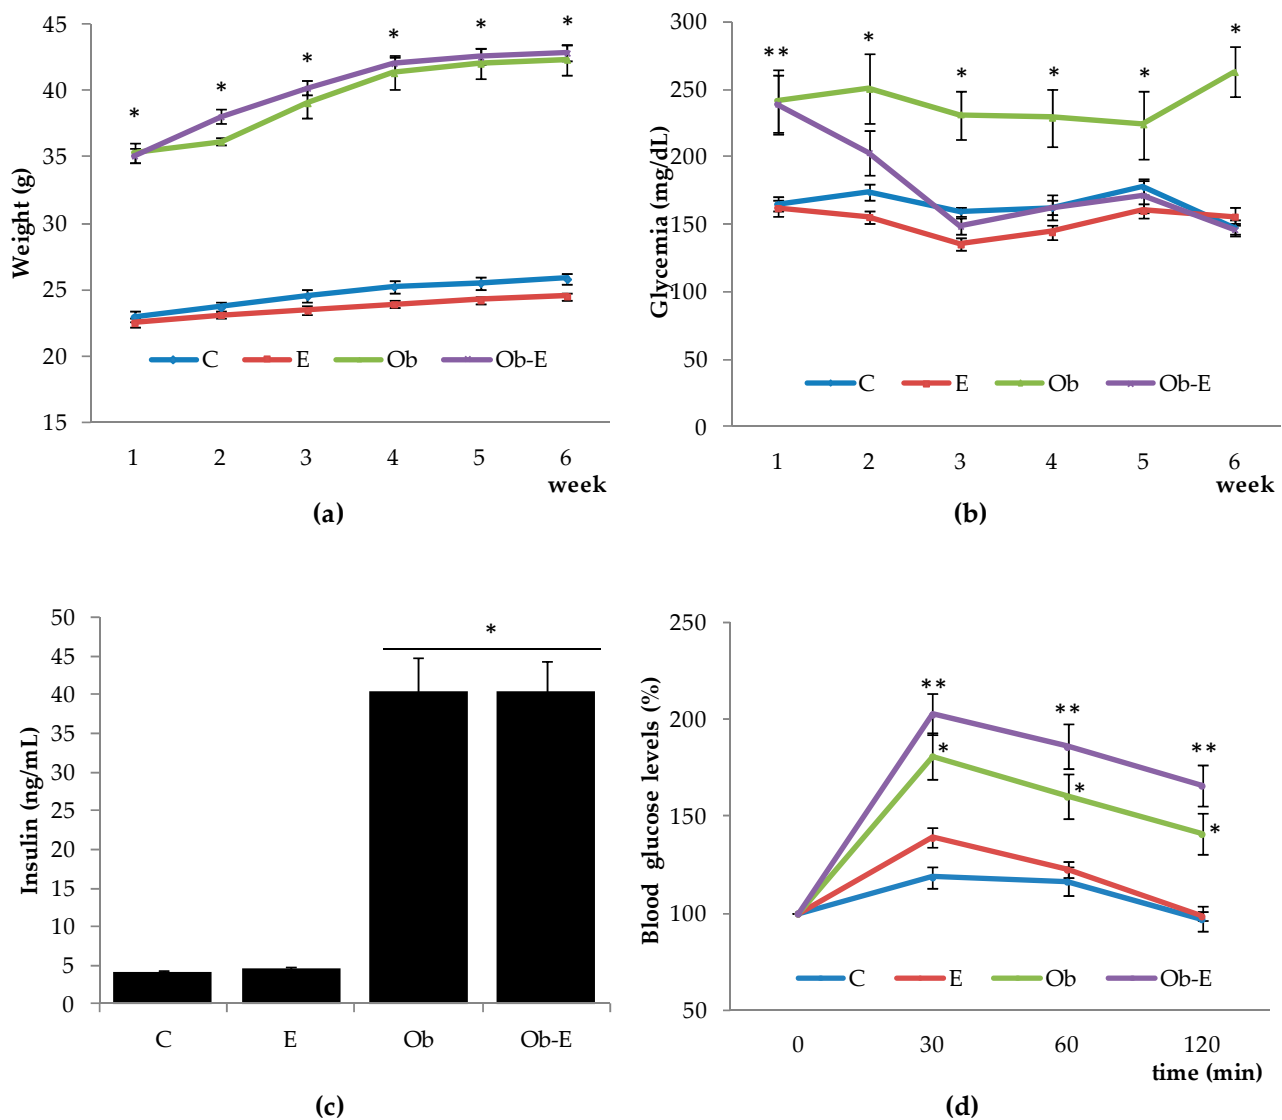 45
40
35
30
25
20
15
Weight (g)
* * * * * *
C E Ob Ob-E
1 2 3 4 5 6
week
(a)
300
250
200
150
100
50
0
Glycemia (mg/dL)
** * * * * *
C E Ob Ob-E
1 2 3 4 5 6
week
(b)
50
45
40
35
30
25
20
15
10
5
0
Insulin (ng/mL)
*
C E Ob Ob-E
(c)
250
200
150
100
50
Blood glucose levels (%)
** ** **
* * *
C E Ob Ob-E
0 30 60 120
time (min)
(d)